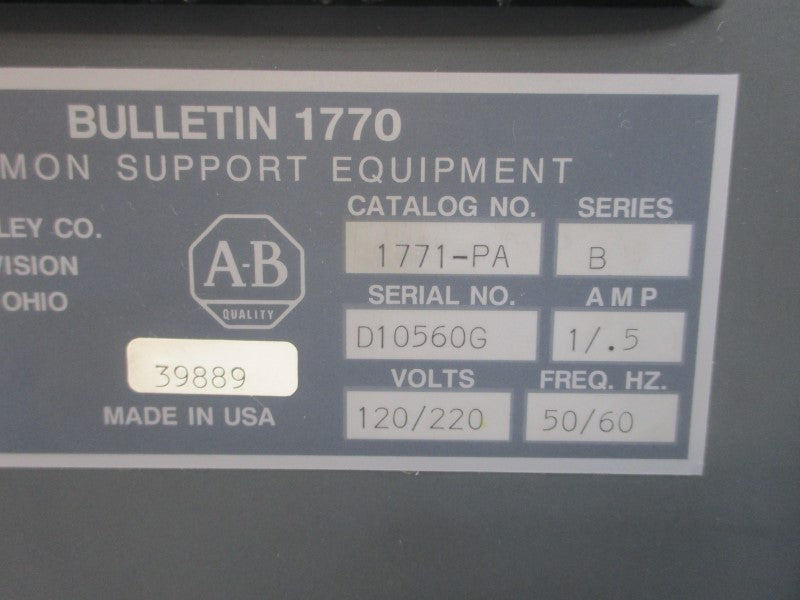 BULLETIN 1770
MON SUPPORT EQUIPMENT
LEY CO.
VISION
OHIO
A-B
QUALITY
39889
MADE IN USA
CATALOG NO. SERIES
1771-PA B
SERIAL NO. AMP
D10560G 1/.5
VOLTS FREQ. HZ.
120/220 50/60